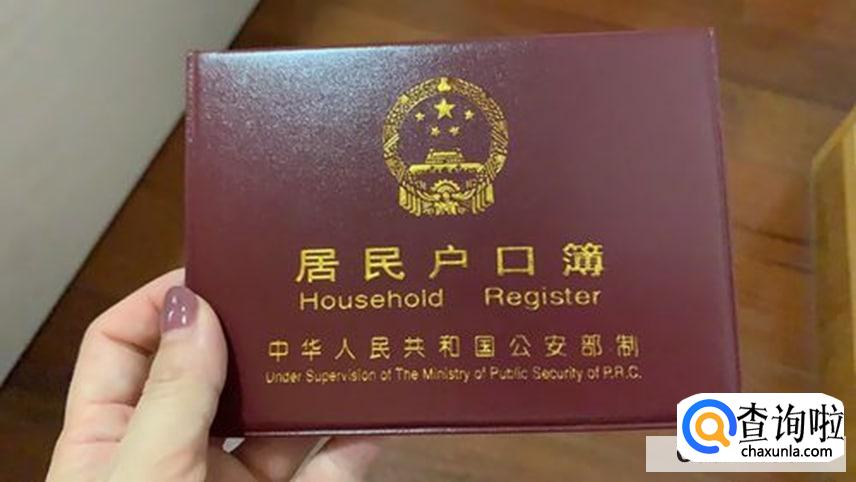 居民户口簿
Household Register
中华人民共和国公安部制
Under Supervision of The Ministry of Public Security of P.R.C.
查询啦
chaxunla.com